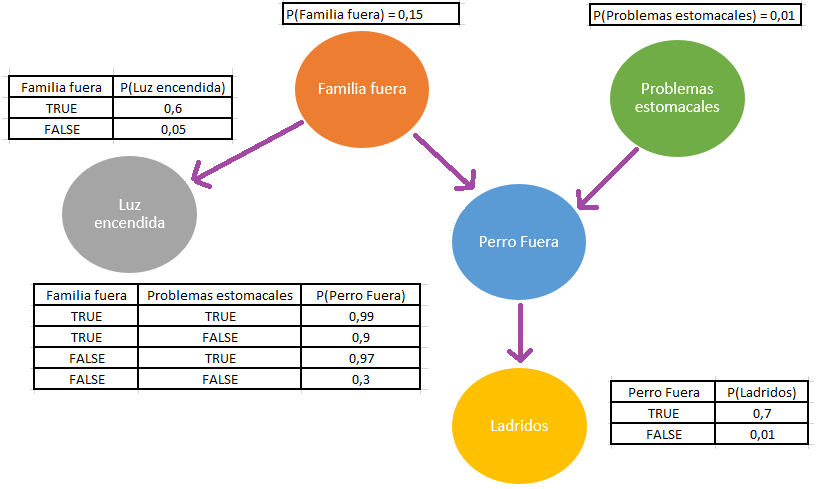 P(Familia fuera) = 0,15
P(Problemas estomacales) = 0,01
Familia fuera
Problemas
estomacales
Familia fuera P(Luz encendida)
TRUE 0,6
FALSE 0,05
Luz
encendida
Perro Fuera
Familia fuera Problemas estomacales P(Perro Fuera)
TRUE TRUE 0,99
TRUE FALSE 0,9
FALSE TRUE 0,97
FALSE FALSE 0,3
Ladridos
Perro Fuera P(Ladridos)
TRUE 0,7
FALSE 0,01